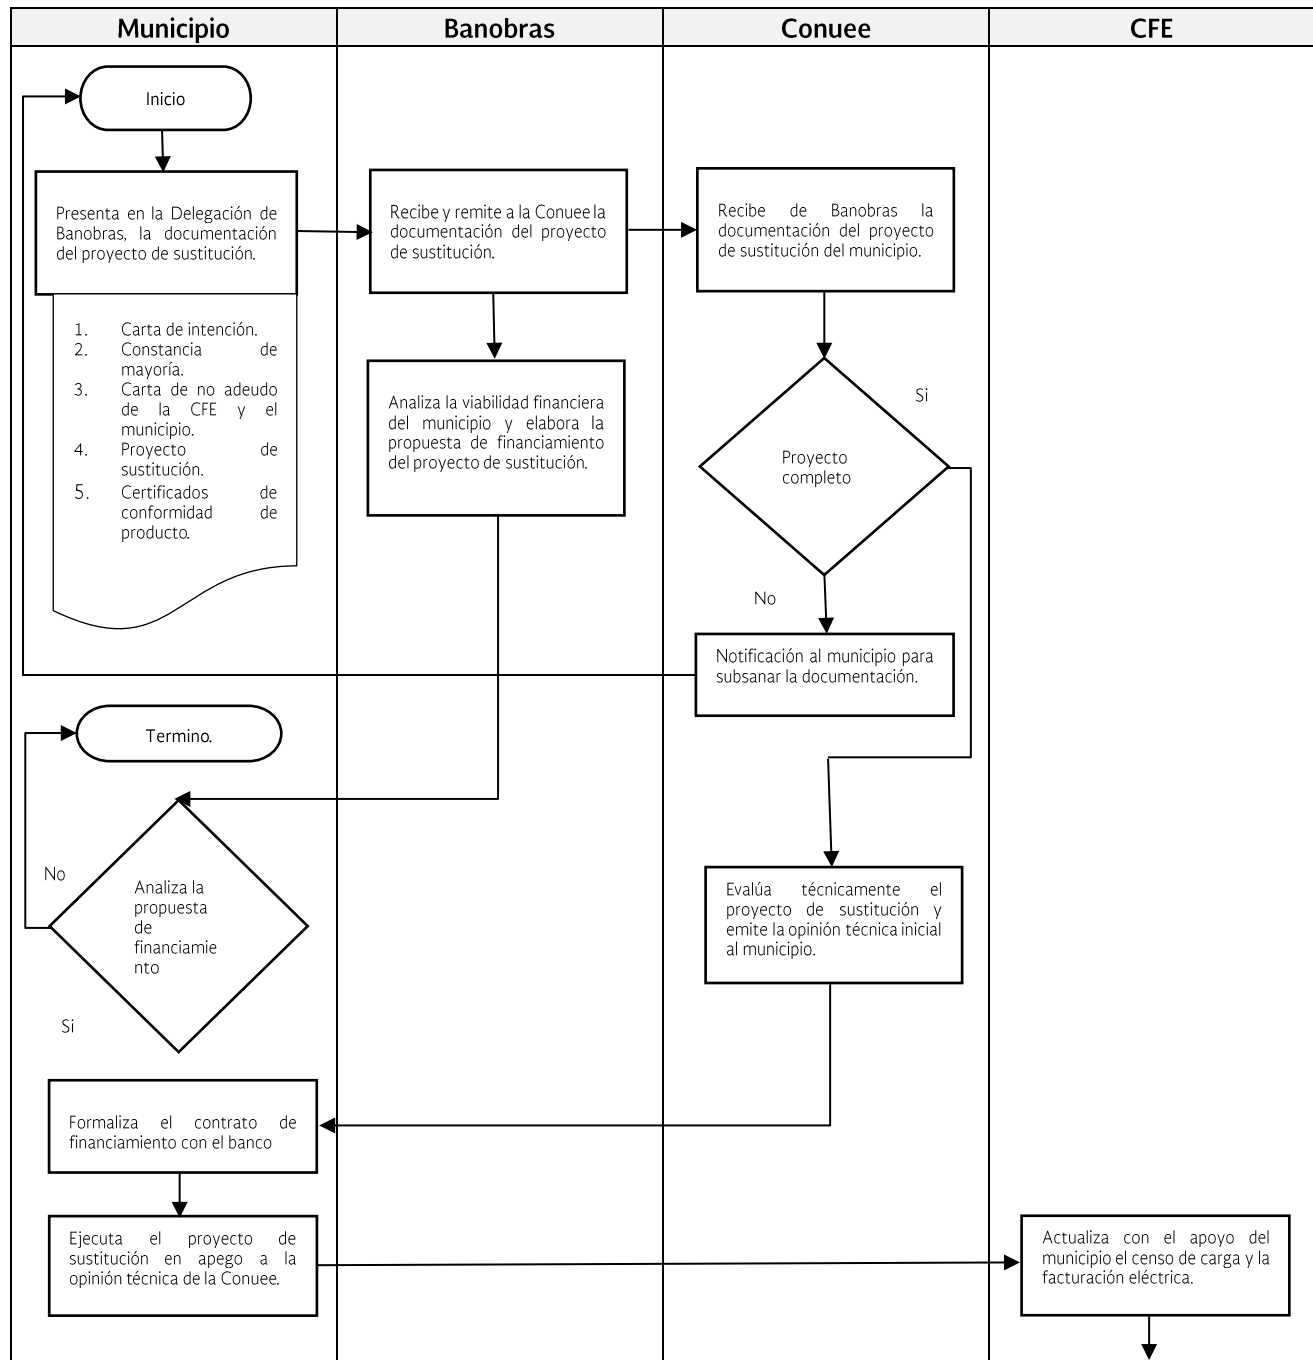 Municipio
Banobras
Conuee
CFE
Inicio
Presenta en la Delegación de
Banobras, la documentación
del proyecto de sustitución.
Recibe y remite a la Conuee la
documentación del proyecto
de sustitución.
Recibe de Banobras la
documentación del proyecto
de sustitución del municipio.
1. Carta de intención.
2. Constancia de
mayoría.
3. Carta de no adeudo
de la CFE y el
municipio.
4. Proyecto de
sustitución.
5. Certificados de
conformidad de
producto.
Analiza la viabilidad financiera
del municipio y elabora la
propuesta de financiamiento
del proyecto de sustitución.
Si
Proyecto
completo
No
Notificación al municipio para
subsanar la documentación.
Termino.
No
Analiza la
propuesta
de
financiamie
nto
Si
Evalúa técnicamente el
proyecto de sustitución y
emite la opinión técnica inicial
al municipio.
Formaliza el contrato de
financiamiento con el banco
Ejecuta el proyecto de
sustitución en apego a la
opinión técnica de la Conuee.
Actualiza con el apoyo del
municipio el censo de carga y la
facturación eléctrica.